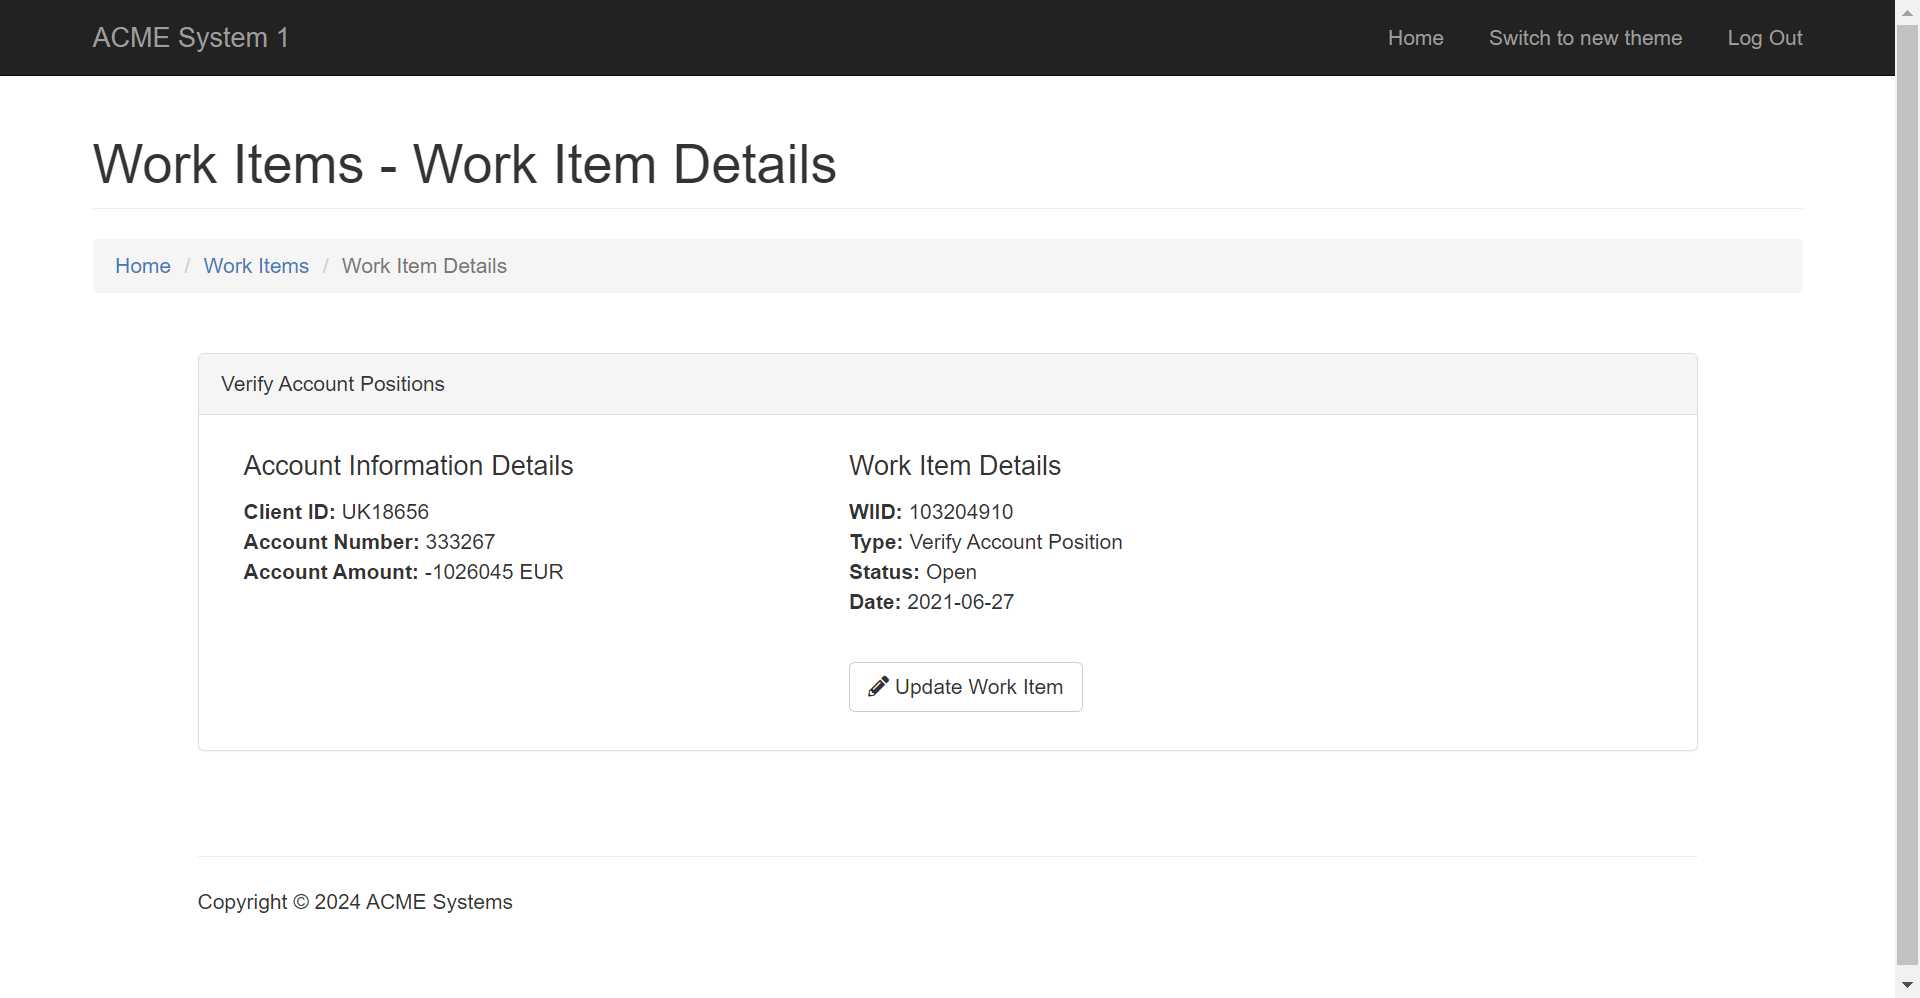 ACME System 1
Home
Switch to new theme
Log Out
Work Items - Work Item Details
Home / Work Items / Work Item Details
Verify Account Positions
Account Information Details
Client ID: UK18656
Account Number: 333267
Account Amount: -1026045 EUR
Work Item Details
WIID: 103204910
Type: Verify Account Position
Status: Open
Date: 2021-06-27
Update Work Item
Copyright © 2024 ACME Systems